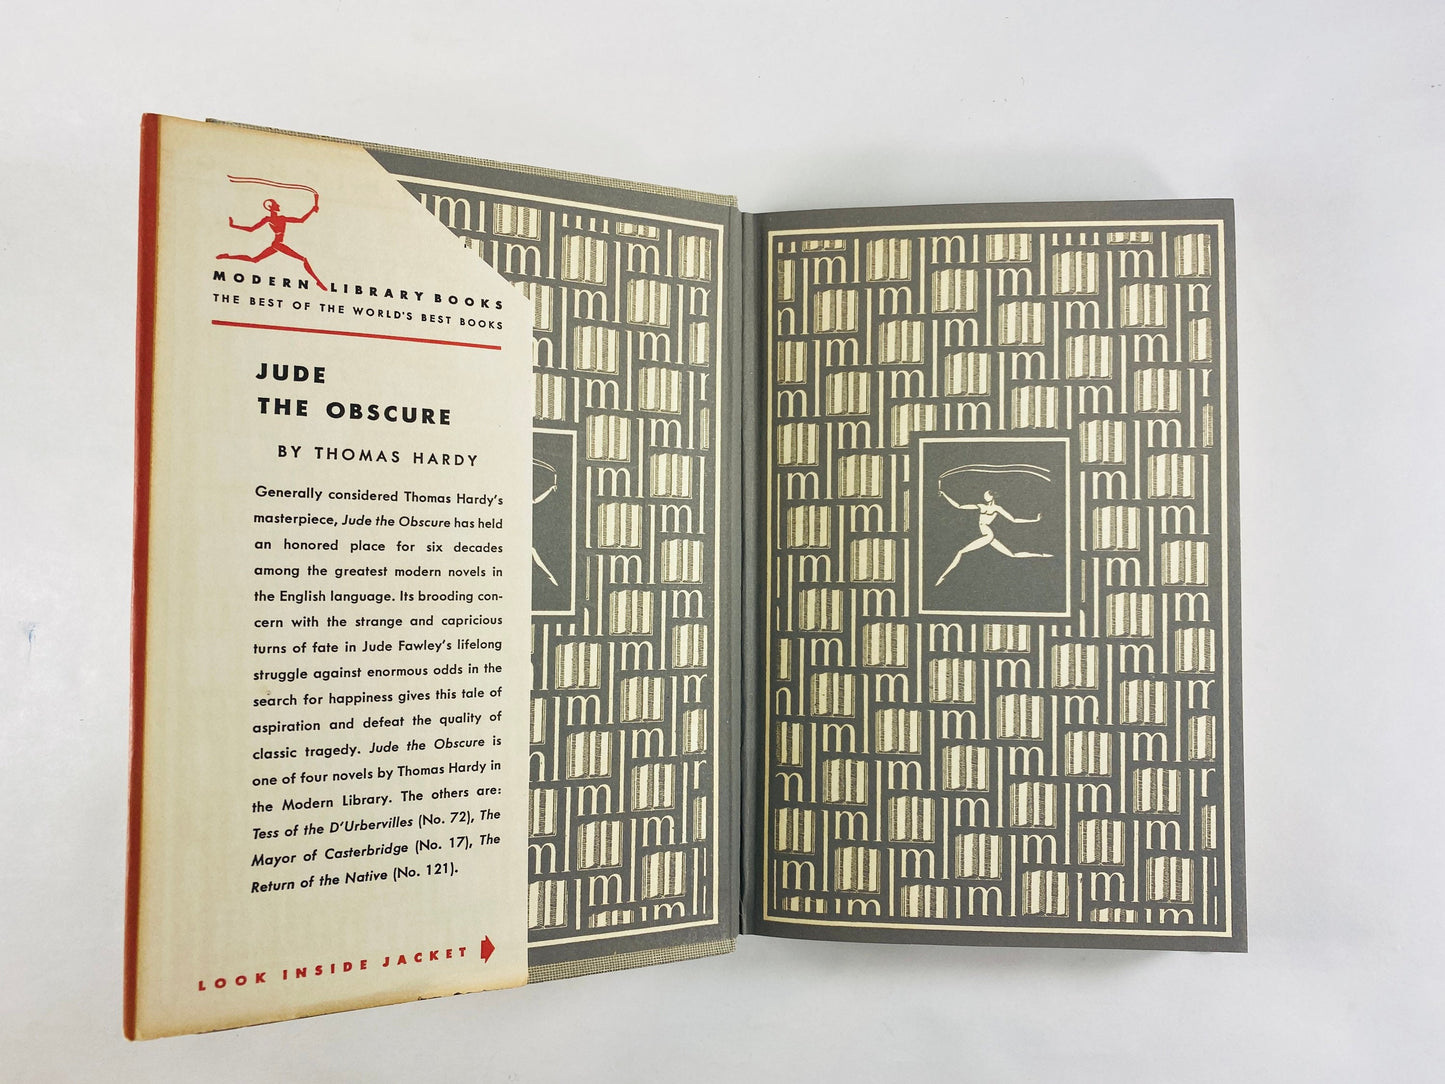 MODERN LIBRARY BOOKS
THE BEST OF THE WORLD'S BEST BOOKS
JUDE
THE OBSCURE
BY THOMAS HARDY
Generally considered Thomas Hardy's
masterpiece, Jude the Obscure has held
an honored place for six decades
among the greatest modern novels in
the English language. Its brooding con-
cern with the strange and capricious
turns of fate in Jude Fawley's lifelong
struggle against enormous odds in the
search for happiness gives this tale of
aspiration and defeat the quality of
classic tragedy. Jude the Obscure is
one of four novels by Thomas Hardy in
the Modern Library. The others are:
Tess of the D'Urbervilles (No. 72), The
Mayor of Casterbridge (No. 17), The
Return of the Native (No. 121).
LOOK INSIDE JACKET